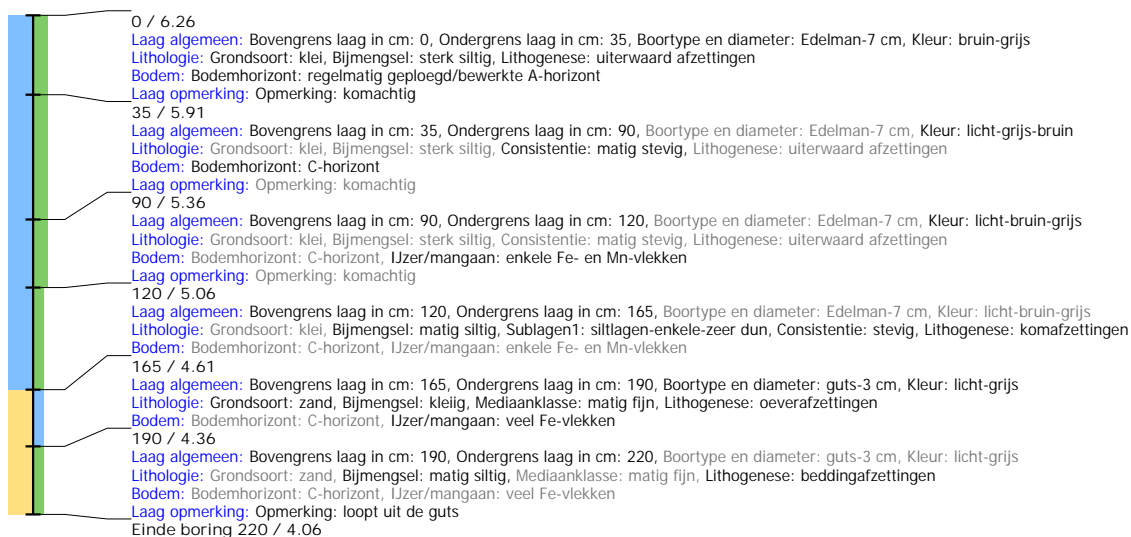 0 / 6.26
Laag algemeen: Bovengrens laag in cm: 0, Ondergrens laag in cm: 35, Boortype en diameter: Edelman-7 cm, Kleur: bruin-grijs
Lithologie: Grondsoort: klei, Bijmengsel: sterk siltig, Lithogenese: uiterwaard afzettingen
Bodem: Bodemhorizont: regelmatig geploegd/bewerkte A-horizont
Laag opmerking: Opmerking: komachtig
35 / 5.91
Laag algemeen: Bovengrens laag in cm: 35, Ondergrens laag in cm: 90, Boortype en diameter: Edelman-7 cm, Kleur: licht-grijs-bruin
Lithologie: Grondsoort: klei, Bijmengsel: sterk siltig, Consistentie: matig stevig, Lithogenese: uiterwaard afzettingen
Bodem: Bodemhorizont: C-horizont
Laag opmerking: Opmerking: komachtig
90 / 5.36
Laag algemeen: Bovengrens laag in cm: 90, Ondergrens laag in cm: 120, Boortype en diameter: Edelman-7 cm, Kleur: licht-bruin-grijs
Lithologie: Grondsoort: klei, Bijmengsel: sterk siltig, Consistentie: matig stevig, Lithogenese: uiterwaard afzettingen
Bodem: Bodemhorizont: C-horizont, IJzer/mangaan: enkele Fe- en Mn-vlekken
Laag opmerking: Opmerking: komachtig
120 / 5.06
Laag algemeen: Bovengrens laag in cm: 120, Ondergrens laag in cm: 165, Boortype en diameter: Edelman-7 cm, Kleur: licht-bruin-grijs
Lithologie: Grondsoort: klei, Bijmengsel: matig siltig, Sublagen1: siltlagen-enkele-zeer dun, Consistentie: stevig, Lithogenese: komafzettingen
Bodem: Bodemhorizont: C-horizont, IJzer/mangaan: enkele Fe- en Mn-vlekken
165 / 4.61
Laag algemeen: Bovengrens laag in cm: 165, Ondergrens laag in cm: 190, Boortype en diameter: guts-3 cm, Kleur: licht-grijs
Lithologie: Grondsoort: zand, Bijmengsel: kleiig, Mediaanklasse: matig fijn, Lithogenese: oeverafzettingen
Bodem: Bodemhorizont: C-horizont, IJzer/mangaan: veel Fe-vlekken
190 / 4.36
Laag algemeen: Bovengrens laag in cm: 190, Ondergrens laag in cm: 220, Boortype en diameter: guts-3 cm, Kleur: licht-grijs
Lithologie: Grondsoort: zand, Bijmengsel: matig siltig, Mediaanklasse: matig fijn, Lithogenese: beddingafzettingen
Bodem: Bodemhorizont: C-horizont, IJzer/mangaan: veel Fe-vlekken
Laag opmerking: Opmerking: loopt uit de guts
Einde boring 220 / 4.06